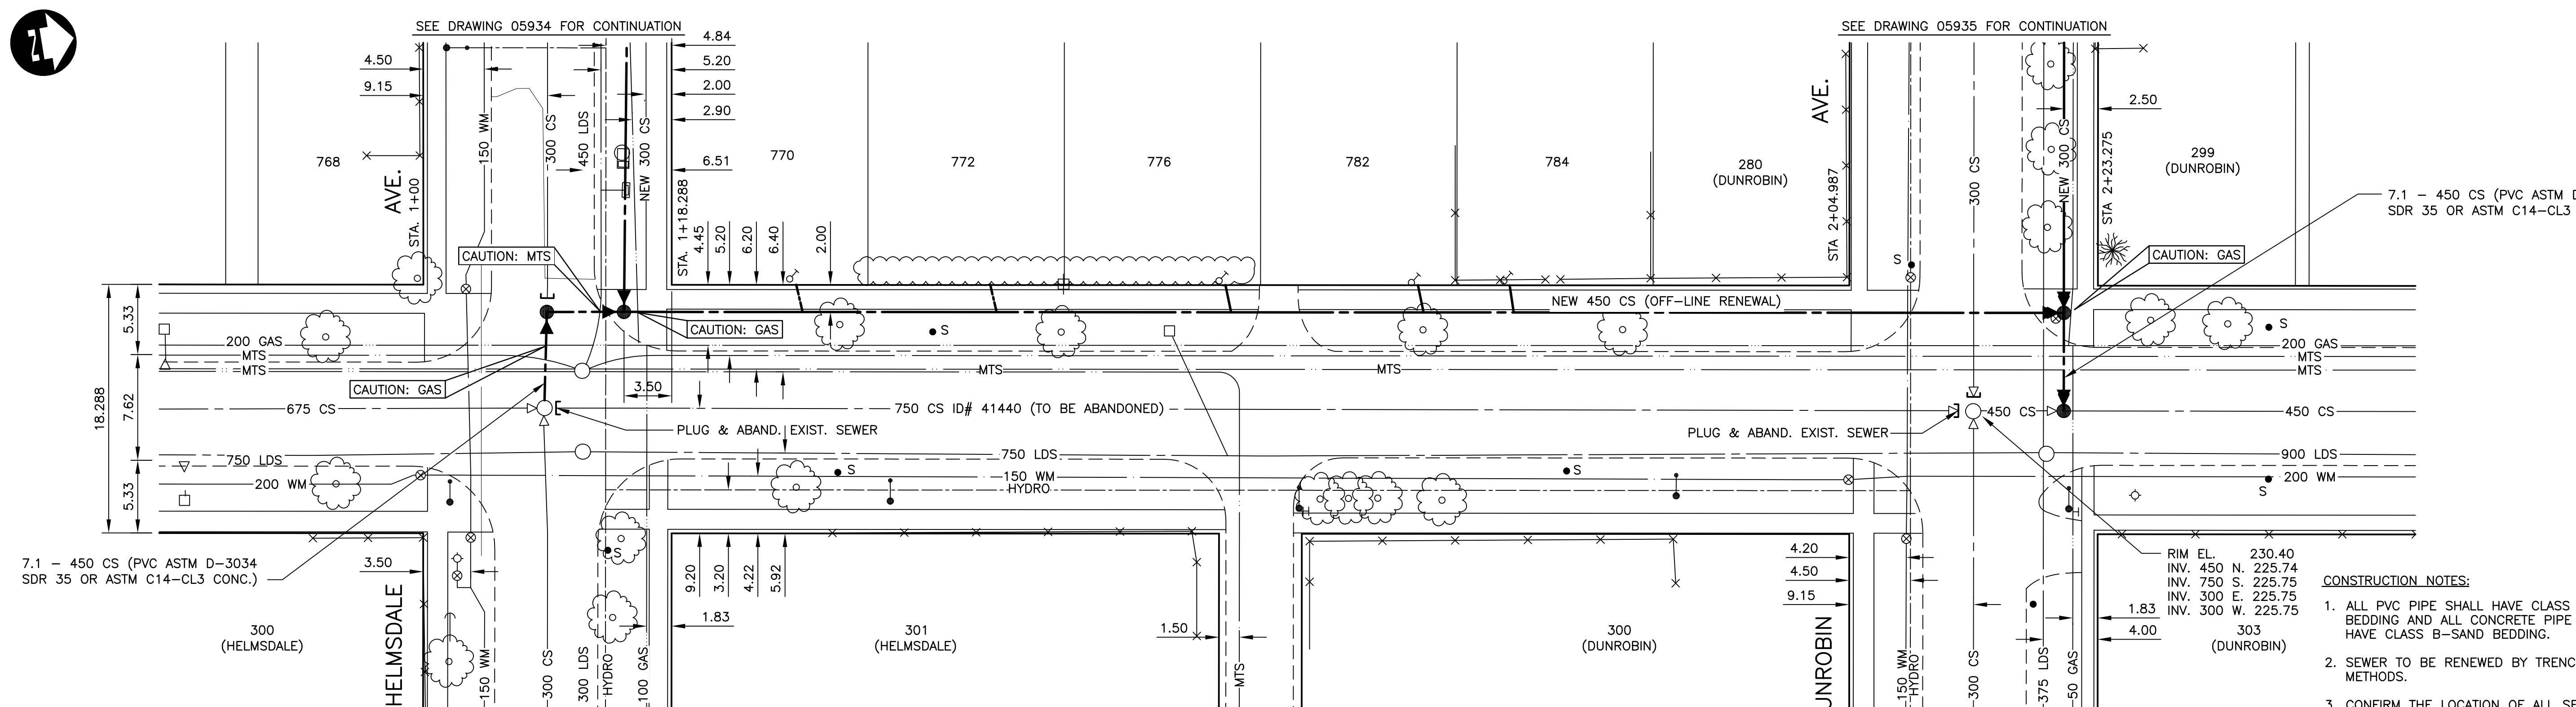 SEE DRAWING 05934 FOR CONTINUATION
SEE DRAWING 05935 FOR CONTINUATION
4.50
9.15
4.84
5.20
2.00
2.90
6.51
2.50
150 WM
300 CS
450 LDS
NEW 300 CS
768
AVE.
STA. 1+00
STA. 1+18.288
770
772
776
782
784
280
(DUNROBIN)
AVE.
STA 2+04.987
300 CS
NEW 300 CS
STA 2+23.275
299
(DUNROBIN)
7.1 – 450 CS (PVC ASTM
SDR 35 OR ASTM C14–CL3
4.45
5.20
6.20
6.40
2.00
CAUTION: MTS
CAUTION: GAS
CAUTION: GAS
CAUTION: GAS
S
NEW 450 CS (OFF–LINE RENEWAL)
S
S
200 GAS
MTS
MTS
MTS
MTS
200 GAS
MTS
MTS
18.288
5.33
7.62
5.33
3.50
675 CS
750 CS ID# 41440 (TO BE ABANDONED)
450 CS
450 CS
PLUG & ABAND. EXIST. SEWER
PLUG & ABAND. EXIST. SEWER
750 LDS
750 LDS
900 LDS
200 WM
150 WM
HYDRO
200 WM
S
S
S
S
7.1 – 450 CS (PVC ASTM D–3034
SDR 35 OR ASTM C14–CL3 CONC.)
3.50
9.20
3.20
4.22
5.92
1.83
1.50
4.20
4.50
9.15
1.83
4.00
RIM EL. 230.40
INV. 450 N. 225.74
INV. 750 S. 225.75
INV. 300 E. 225.75
INV. 300 W. 225.75
300
(HELMSDALE)
HELMSDALE
150 WM
300 CS
300 LDS
HYDRO
100 GAS
301
(HELMSDALE)
MTS
300
(DUNROBIN)
UNROBIN
150 WM
HYDRO
300 CS
375 LDS
50 GAS
303
(DUNROBIN)
CONSTRUCTION NOTES:
1. ALL PVC PIPE SHALL HAVE CLASS
BEDDING AND ALL CONCRETE PIPE
HAVE CLASS B–SAND BEDDING.
2. SEWER TO BE RENEWED BY TRENC
METHODS.
3. CONFIRM THE LOCATION OF ALL